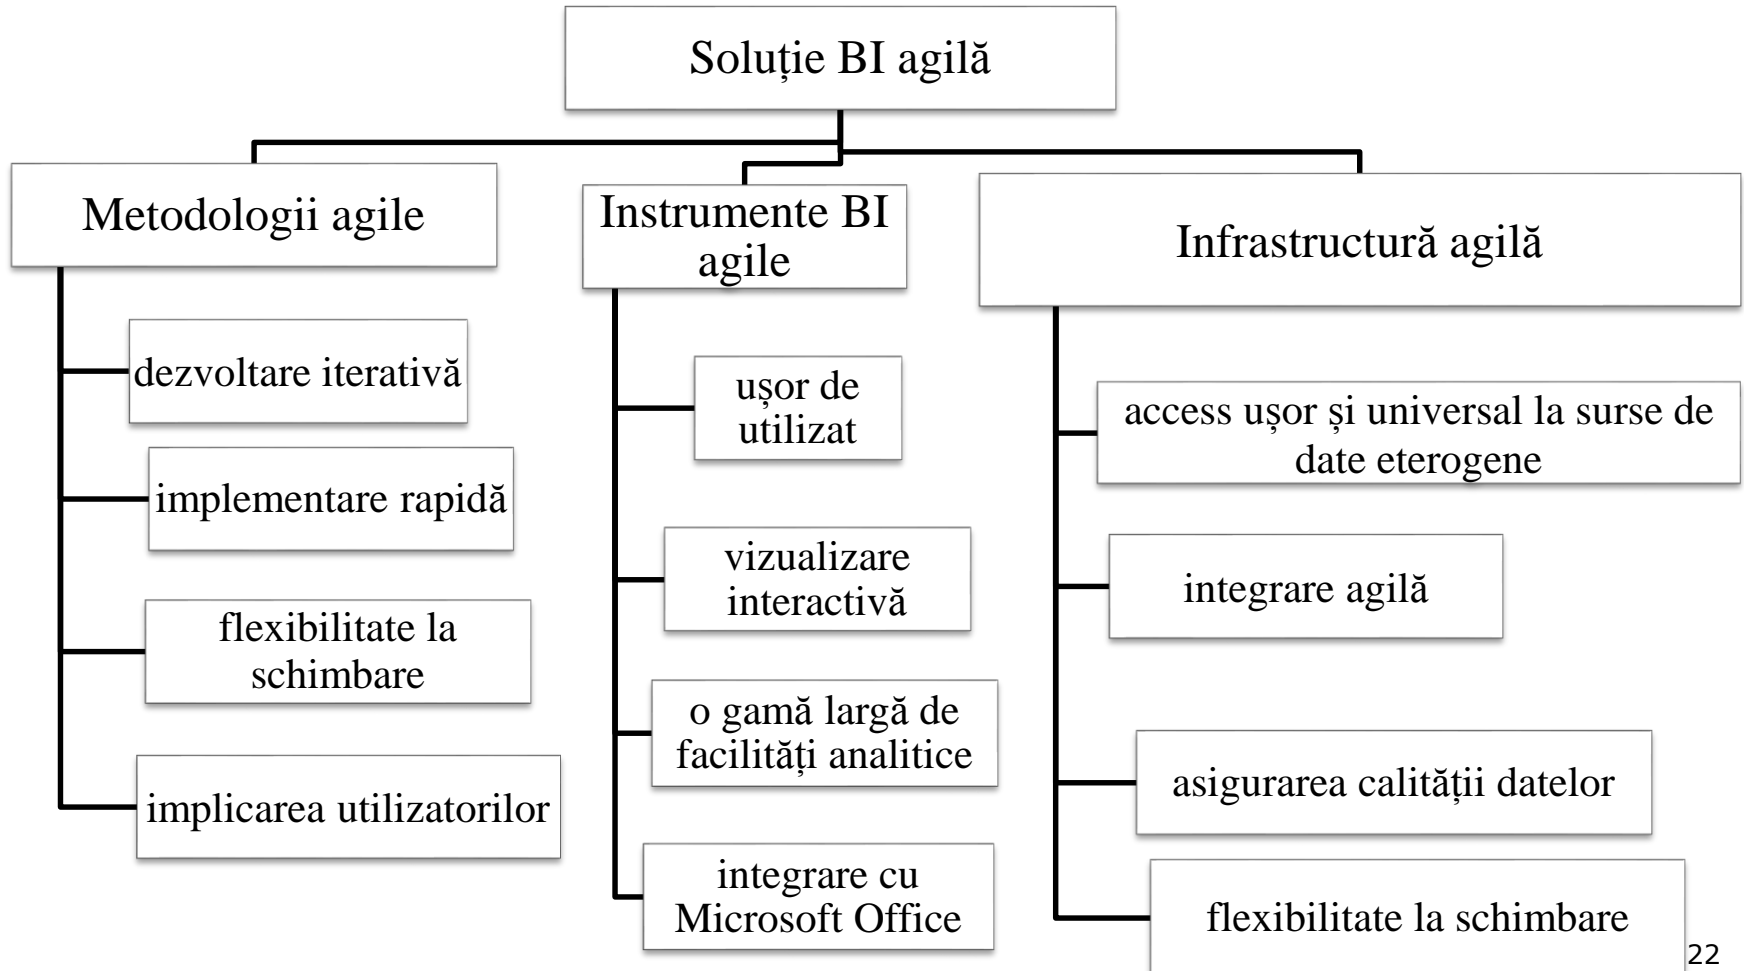 Soluție BI agilă
Metodologii agile
dezvoltare iterativă
implementare rapidă
flexibilitate la
schimbare
implicarea utilizatorilor
Instrumente BI
agile
ușor de
utilizat
vizualizare
interactivă
o gamă largă de
facilități analitice
integrare cu
Microsoft Office
Infrastructură agilă
access ușor și universal la surse de
date eterogene
integrare agilă
asigurarea calității datelor
flexibilitate la schimbare
22